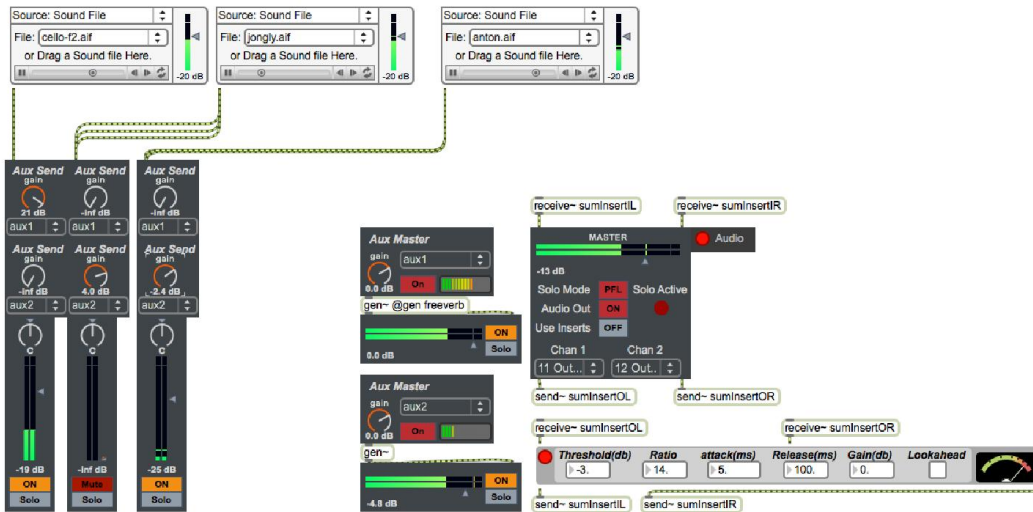 Source: Sound File
File: cello-f2.aif
or Drag a Sound file Here.
-20 dB
Source: Sound File
File: jongly.aif
or Drag a Sound file Here.
-20 dB
Source: Sound File
File: anton.aif
or Drag a Sound file Here.
-20 dB
Aux Send
gain
21 dB
aux1
Aux Send
gain
-inf dB
aux2
C
-19 dB
ON
Solo
Aux Send
gain
-inf dB
aux1
Aux Send
gain
4.0 dB
aux2
C
-inf dB
Mute
Solo
Aux Send
gain
-inf dB
aux1
Aux Send
gain
-2.4 dB
aux2
C
-25 dB
ON
Solo
Aux Master
gain
aux1
0.0 dB
On
gen~ @gen freeverb
ON
Solo
0.0 dB
Aux Master
gain
aux2
0.0 dB
On
gen~
ON
Solo
-4.8 dB
receive~ sumInsertIL
receive~ sumInsertIR
MASTER
Audio
-13 dB
Solo Mode PFL Solo Active
Audio Out ON
Use Inserts OFF
Chan 1 Chan 2
11 Out... 12 Out..
send~ sumInsertOL
send~ sumInsertOR
receive~ sumInsertOL
receive~ sumInsertOR
Threshold(db) Ratio attack(ms) Release(ms) Gain(db) Lookahead
-3. 14. 5. 100. 0.
send~ sumInsertIL
send~ sumInsertIR